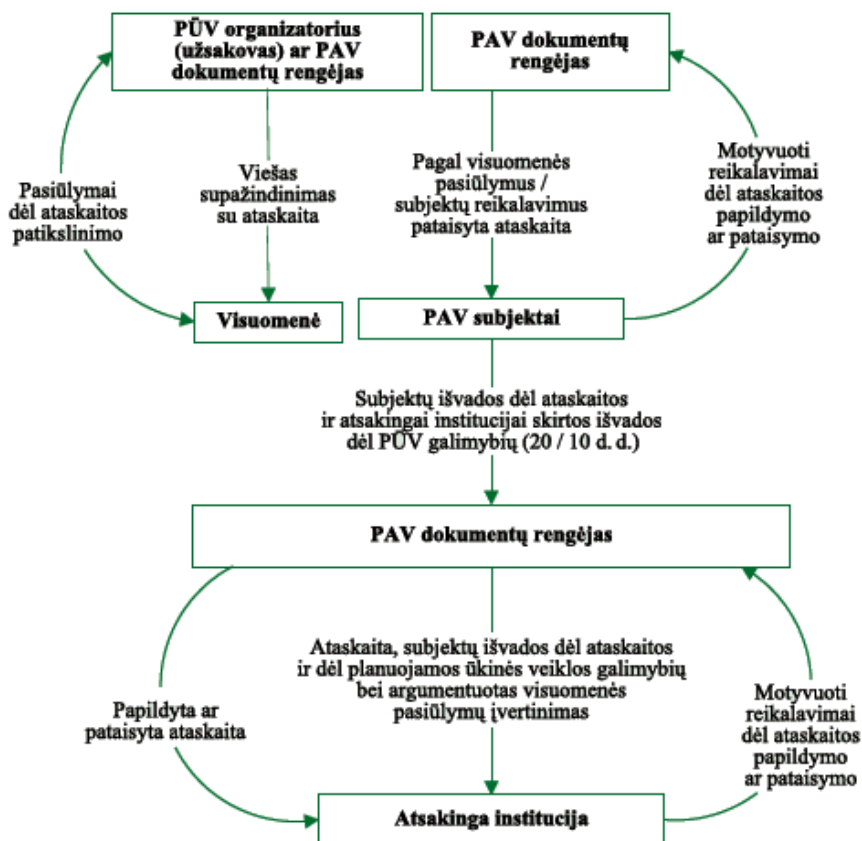 PŪV organizatorius
(užsakovas) ar PAV
dokumentų rengėjas
PAV dokumentų
rengėjas
Pasiūlymai
dėl ataskaitos
patikslinimo
Viešas
supažindinimas
su ataskaita
Pagal visuomenės
pasiūlymus /
subjektų reikalavimus
pataisyta ataskaita
Motyvuoti
reikalavimai
dėl ataskaitos
papildymo
ar pataisymo
Visuomenė
PAV subjektai
Subjektų išvados dėl ataskaitos
ir atsakingai institucijai skirtos išvados
dėl PŪV galimybių (20 / 10 d. d.)
PAV dokumentų rengėjas
Papildyta ar
pataisyta ataskaita
Ataskaita, subjektų išvados dėl ataskaitos
ir dėl planuojamos ūkinės veiklos galimybių
bei argumentuotas visuomenės
pasiūlymų įvertinimas
Motyvuoti
reikalavimai
dėl ataskaitos
papildymo
ar pataisymo
Atsakinga institucija